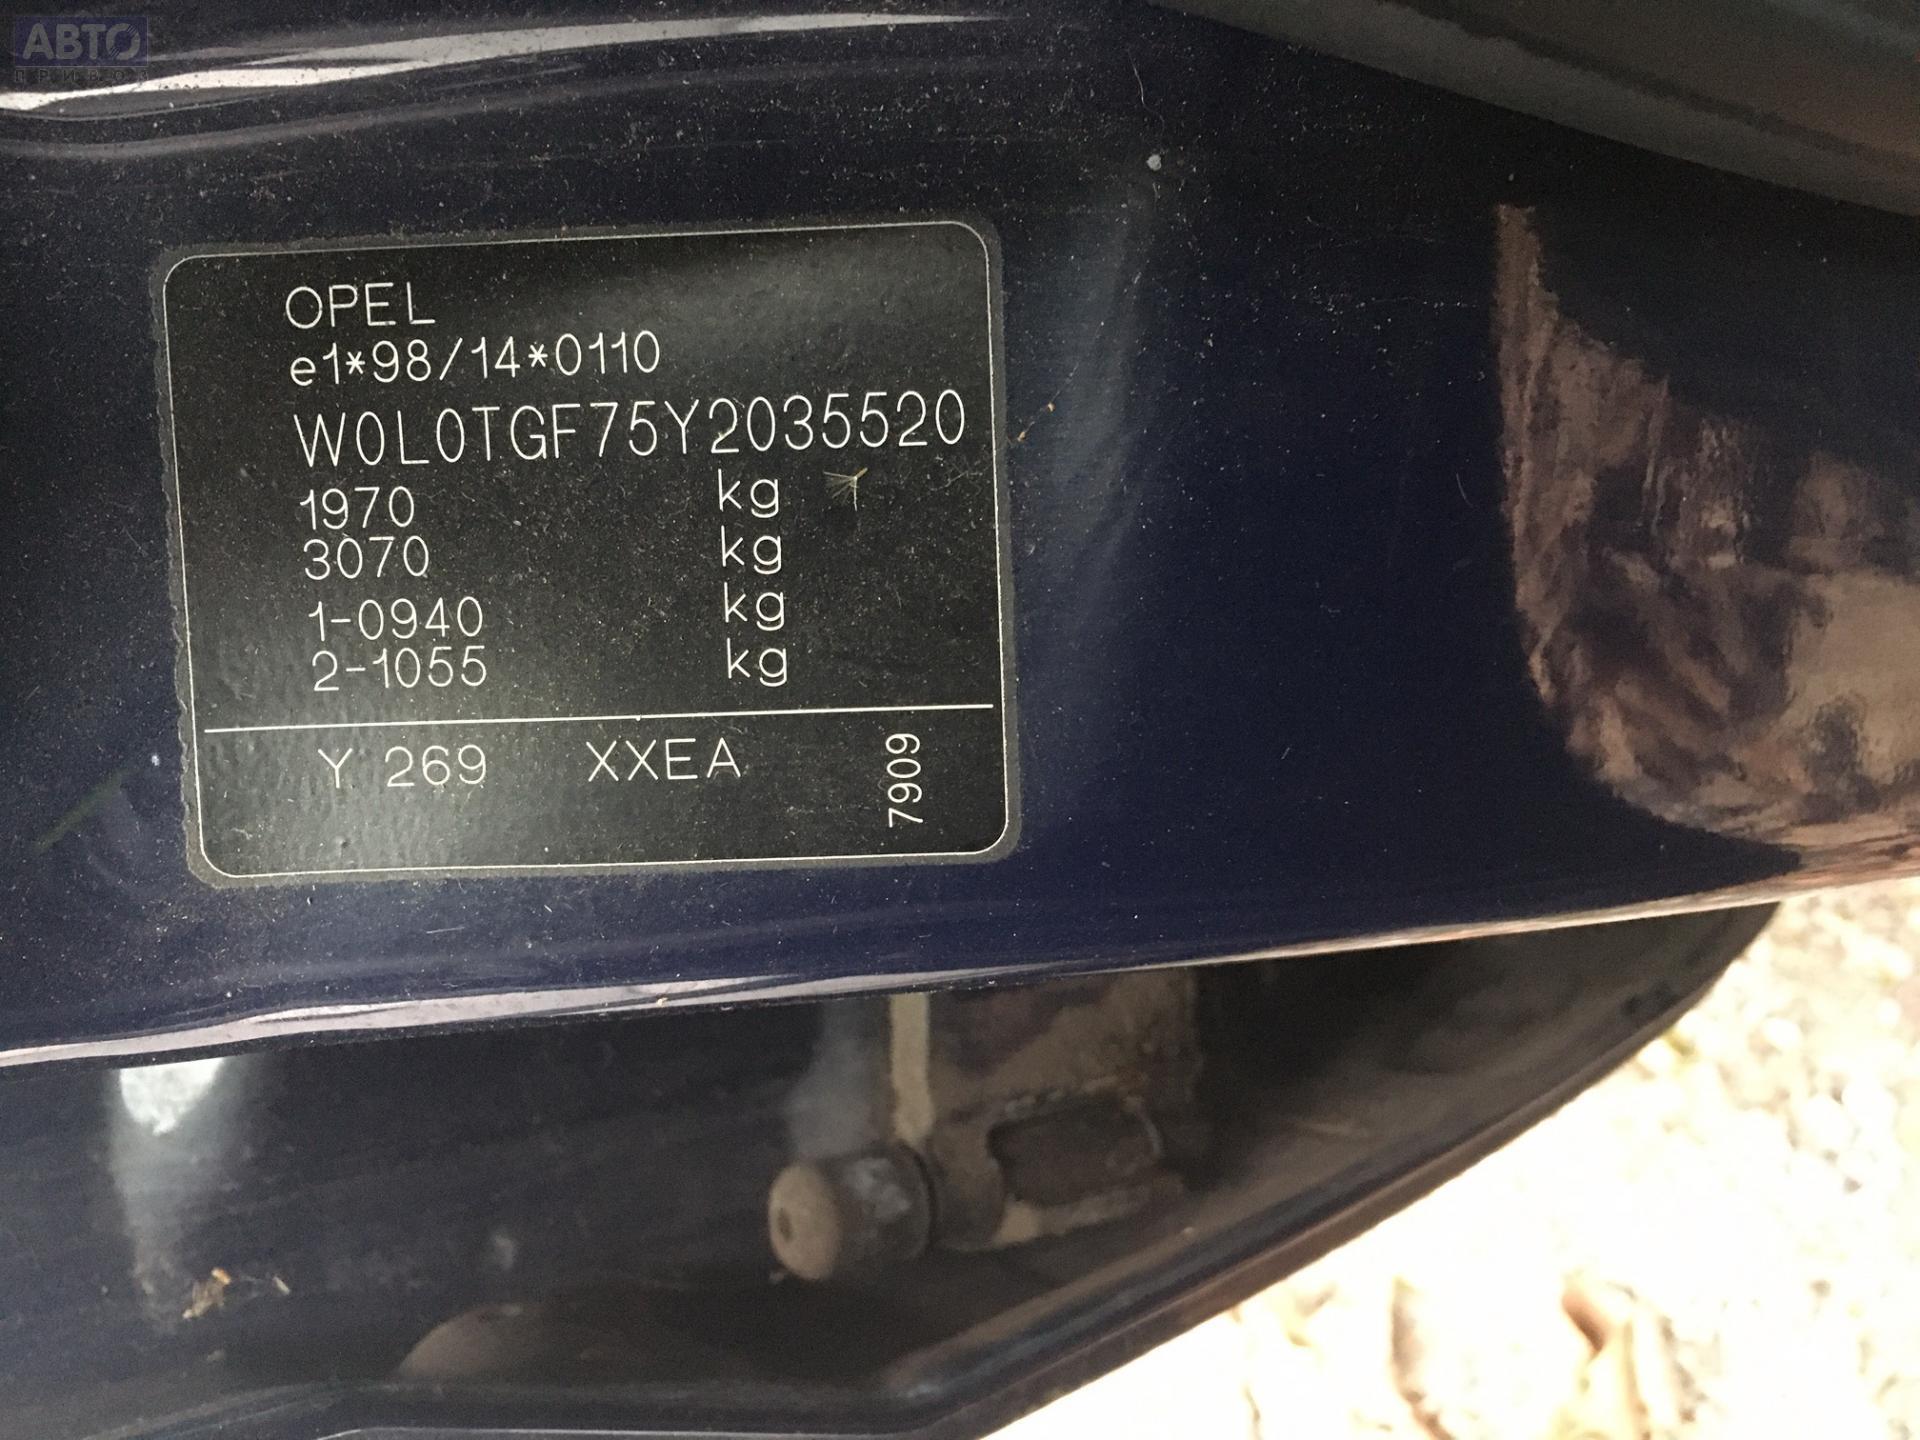 АВТО
ПРИВОЗ
OPEL
e1*98/14*0110
W0L0TGF75Y2035520
1970 kg
3070 kg
1-0940 kg
2-1055 kg
Y 269 XXEA 7909